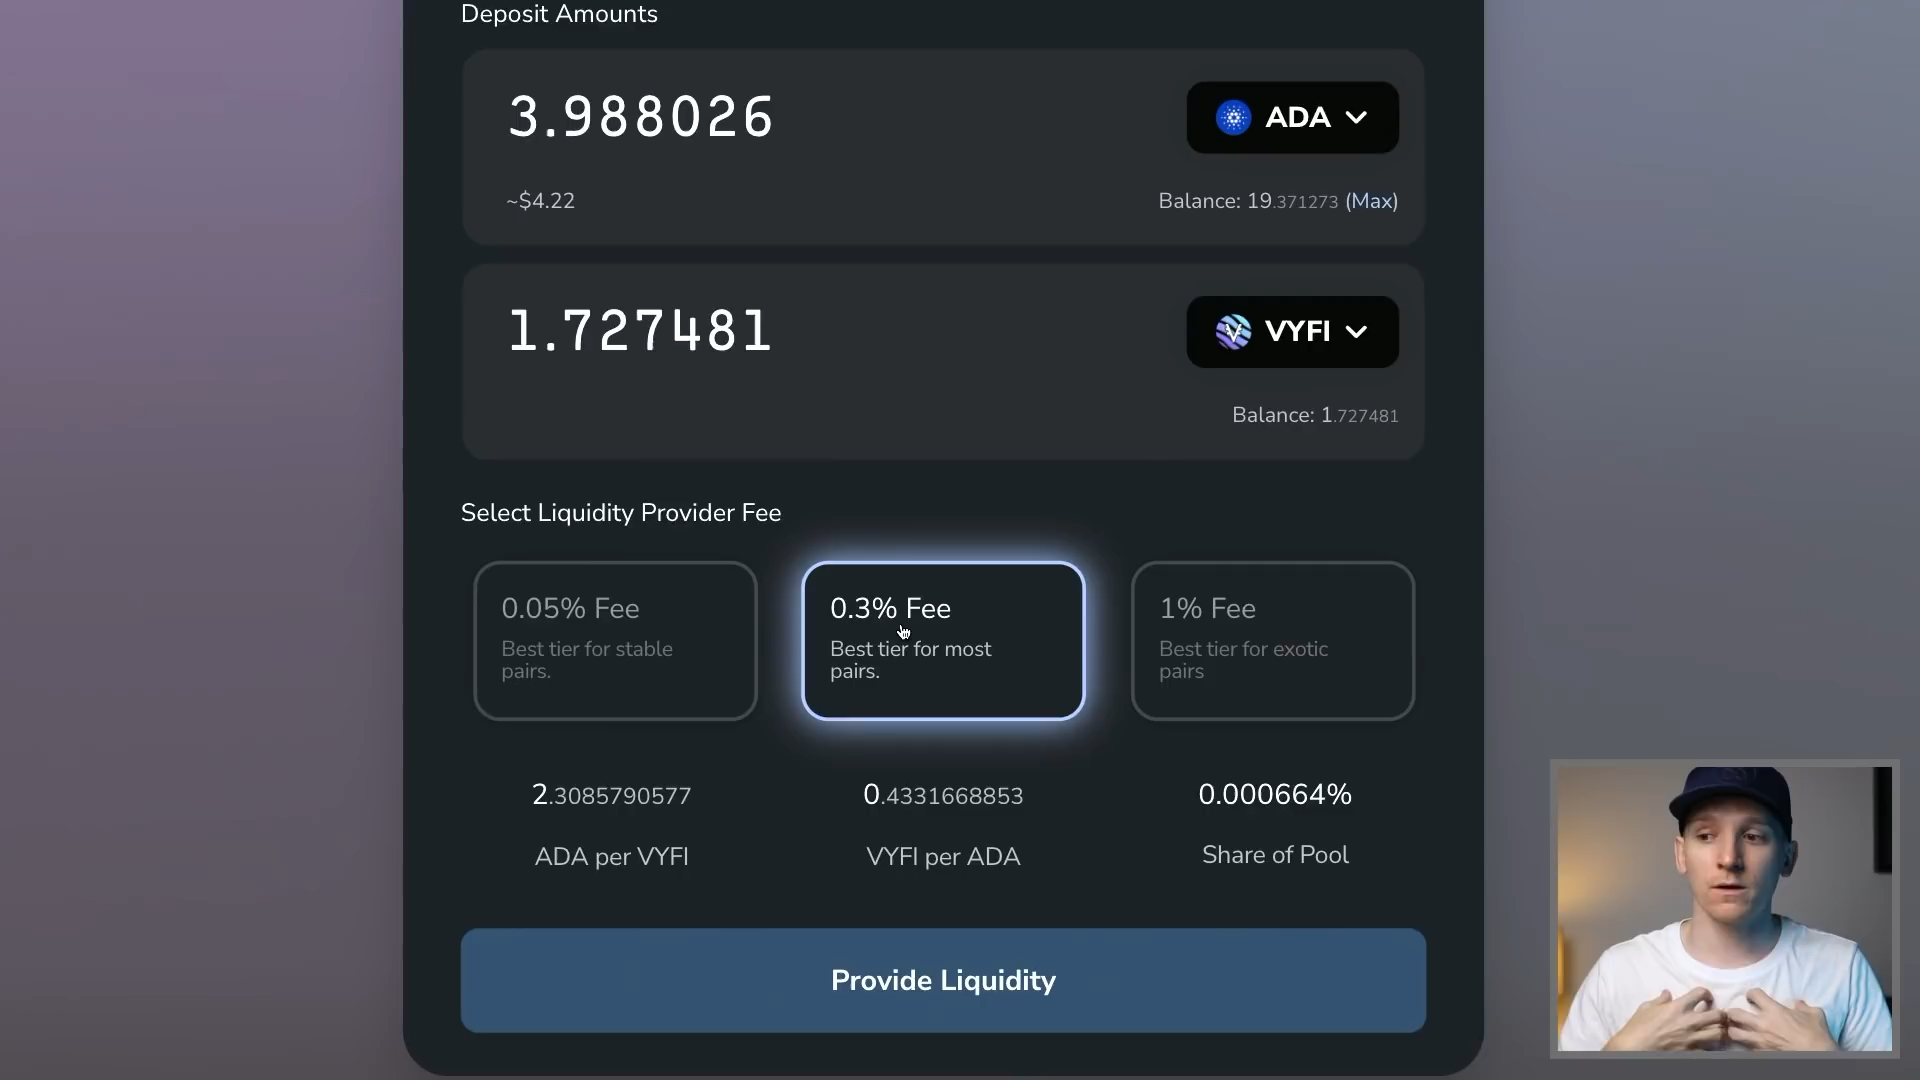 Deposit Amounts
3.988026
ADA
~$4.22
Balance: 19.371273 (Max)
1.727481
VYFI
Balance: 1.727481
Select Liquidity Provider Fee
0.05% Fee
Best tier for stable
pairs.
0.3% Fee
Best tier for most
pairs.
1% Fee
Best tier for exotic
pairs
2.3085790577
ADA per VYFI
0.4331668853
VYFI per ADA
0.000664%
Share of Pool
Provide Liquidity